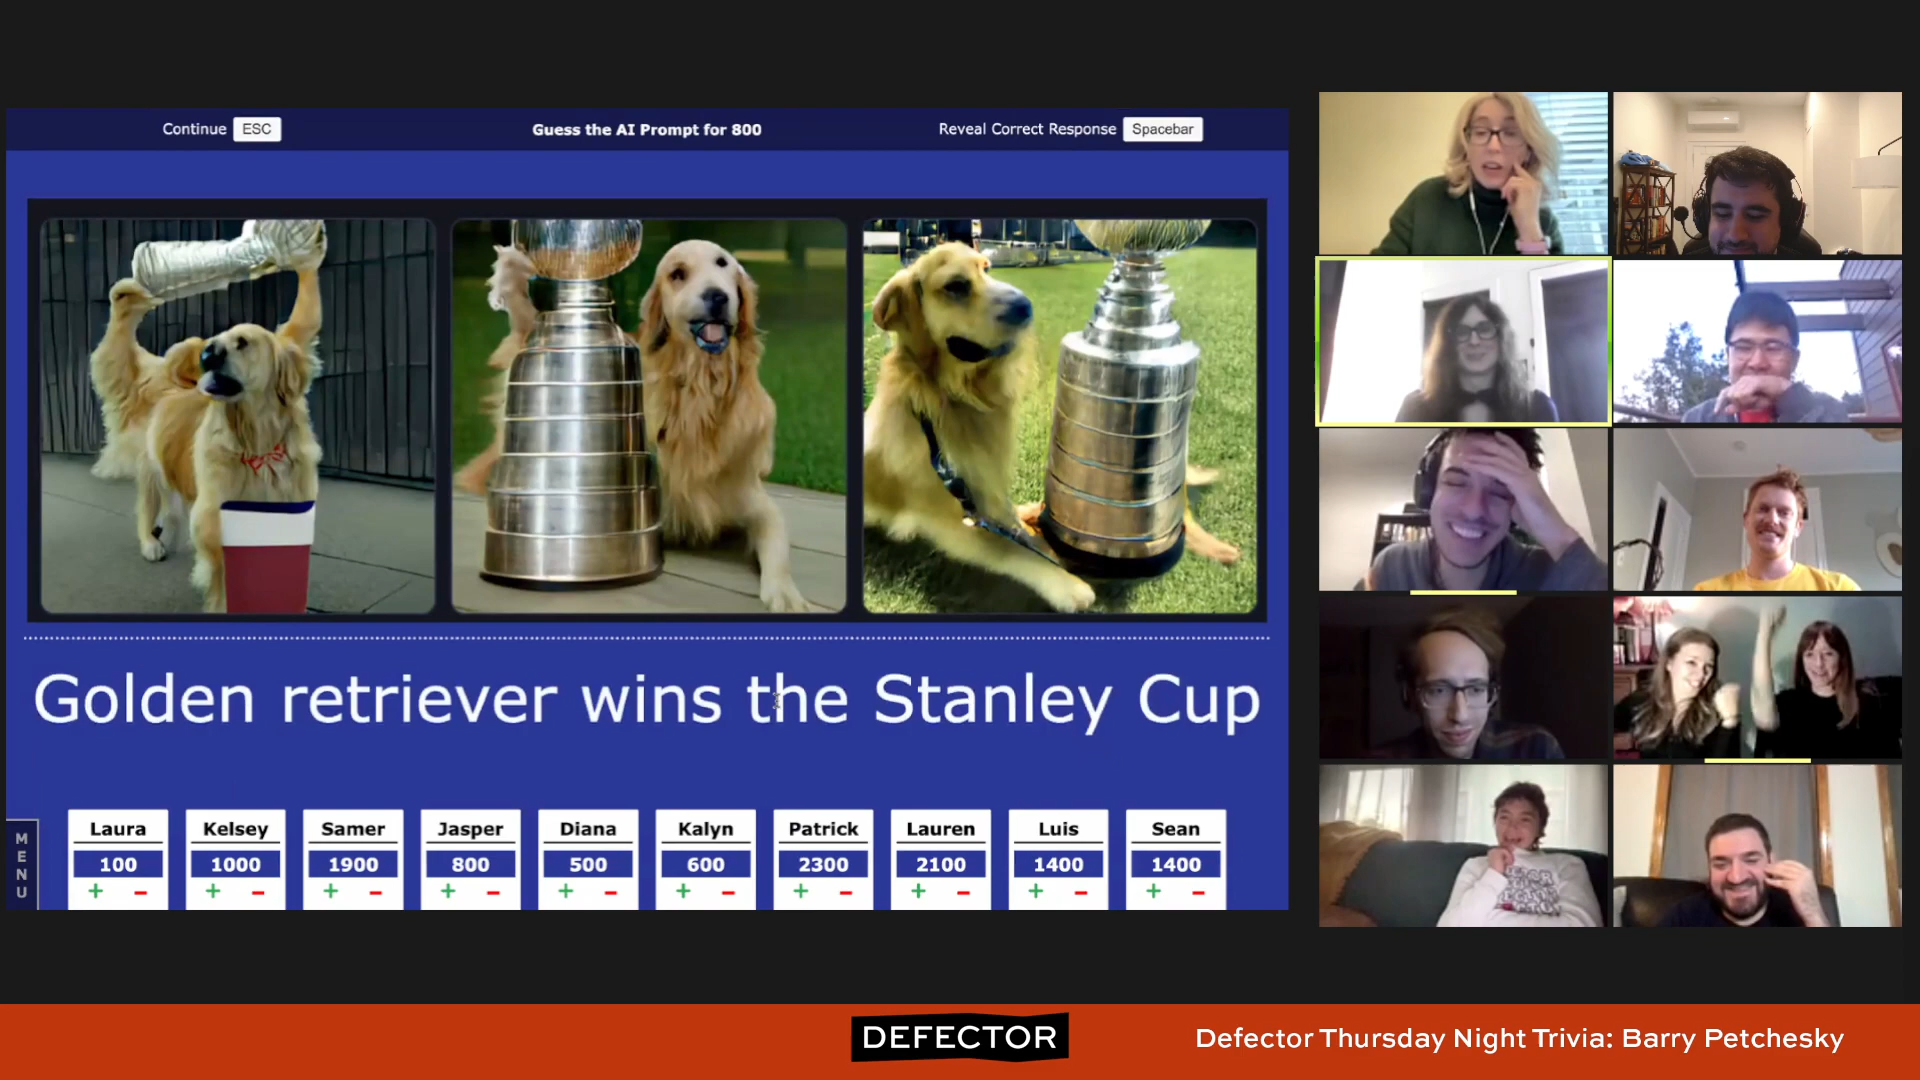 Continue ESC
Guess the AI Prompt for 800
Reveal Correct Response Spacebar
Golden retriever wins the Stanley Cup
MENU
Laura Kelsey Samer Jasper Diana Kalyn Patrick Lauren Luis Sean
100 1000 1900 800 500 600 2300 2100 1400 1400
+ - + - + - + - + - + - + - + - + - + -
DEFECTOR
Defector Thursday Night Trivia: Barry Petchesky